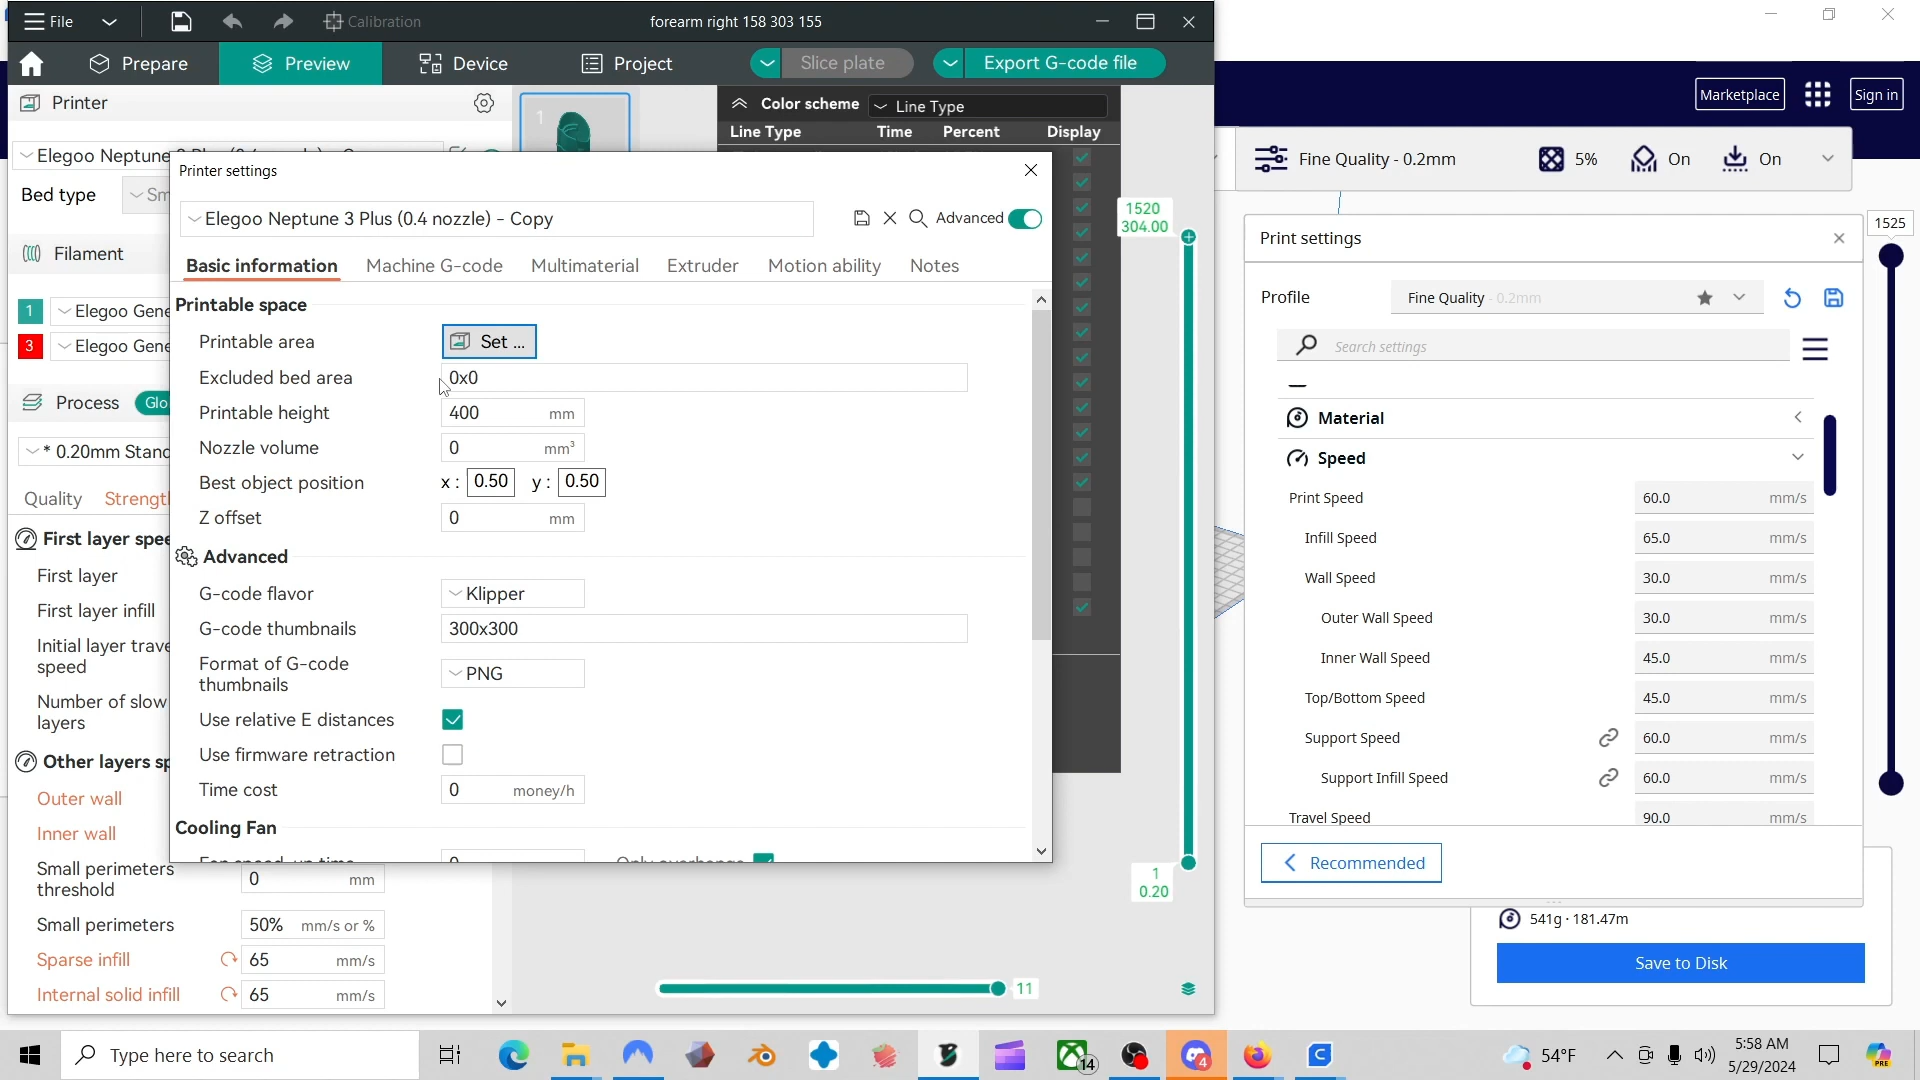 File
Calibration
forearm right 158 303 155
Prepare
Preview
Device
Project
Slice plate
Export G-code file
Marketplace
Sign in
Printer
1
Color scheme
Line Type
Line Type
Time
Percent
Display
Elegoo Neptune
Bed type
Filament
1
Elegoo Gene
3
Elegoo Gene
Process
Glo
* 0.20mm Stand
Quality
Strength
First layer spee
First layer
First layer infill
Initial layer trave
speed
Number of slow
layers
Other layers sp
Outer wall
Inner wall
Small perimeters
threshold
0 mm
Small perimeters
50% mm/s or %
Sparse infill
65 mm/s
Internal solid infill
65 mm/s
Printer settings
Elegoo Neptune 3 Plus (0.4 nozzle) - Copy
Advanced
Basic information
Machine G-code
Multimaterial
Extruder
Motion ability
Notes
Printable space
Printable area
Set ...
Excluded bed area
0x0
Printable height
400 mm
Nozzle volume
0 mm³
Best object position
x : 0.50 y : 0.50
Z offset
0 mm
Advanced
G-code flavor
Klipper
G-code thumbnails
300x300
Format of G-code
thumbnails
PNG
Use relative E distances
Use firmware retraction
Time cost
0 money/h
Cooling Fan
1520
304.00
1
0.20
11
Fine Quality - 0.2mm
5%
On
On
1525
Print settings
Profile
Fine Quality - 0.2mm
Search settings
Material
Speed
Print Speed
60.0 mm/s
Infill Speed
65.0 mm/s
Wall Speed
30.0 mm/s
Outer Wall Speed
30.0 mm/s
Inner Wall Speed
45.0 mm/s
Top/Bottom Speed
45.0 mm/s
Support Speed
60.0 mm/s
Support Infill Speed
60.0 mm/s
Travel Speed
90.0 mm/s
Recommended
541g · 181.47m
Save to Disk
Type here to search
14
4
54°F
5:58 AM
5/29/2024
PRE